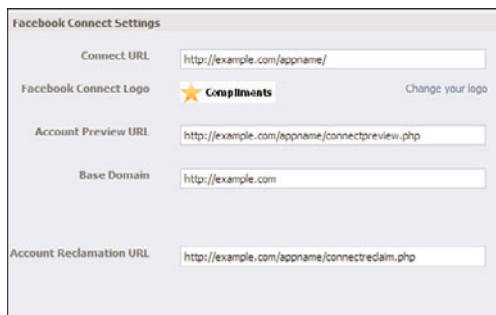 Facebook Connect Settings
Connect URL http://example.com/appname/
Facebook Connect Logo Compliments Change your logo
Account Preview URL http://example.com/appname/connectpreview.php
Base Domain http://example.com
Account Reclamation URL http://example.com/appname/connectreclaim.php